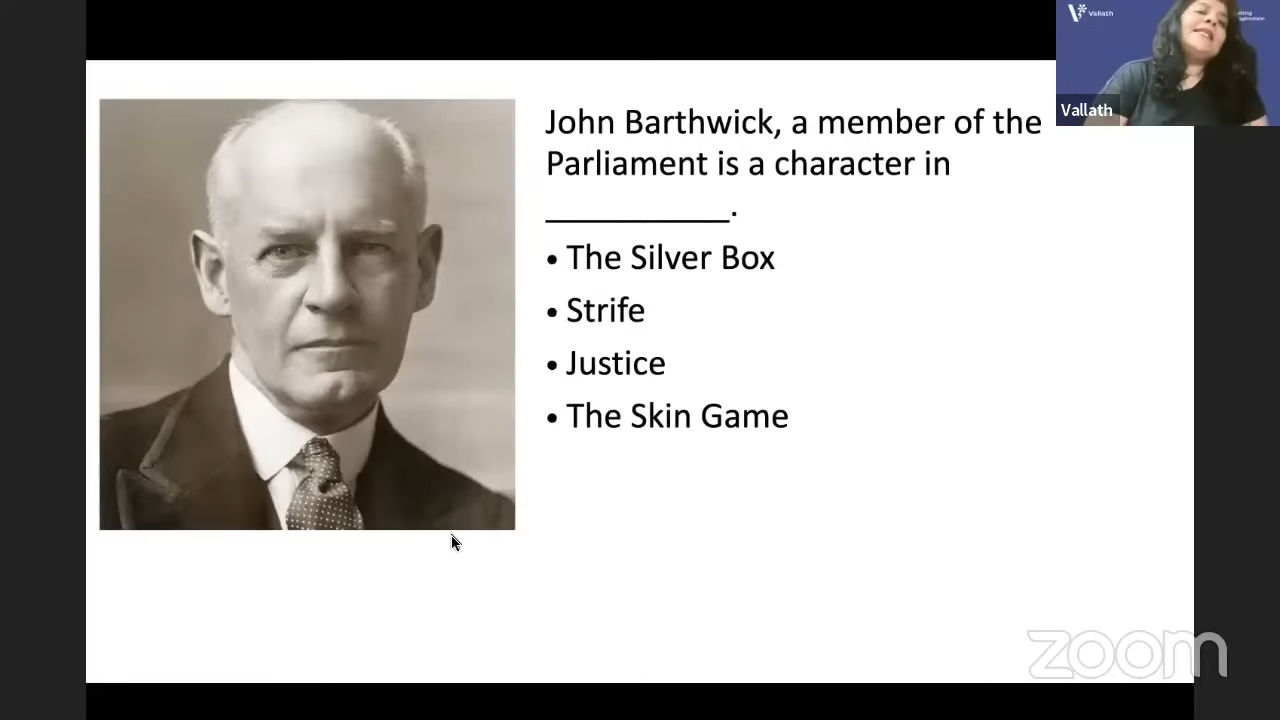 Vallath
Vallath
John Barthwick, a member of the
Parliament is a character in
___________.
• The Silver Box
• Strife
• Justice
• The Skin Game
zoom